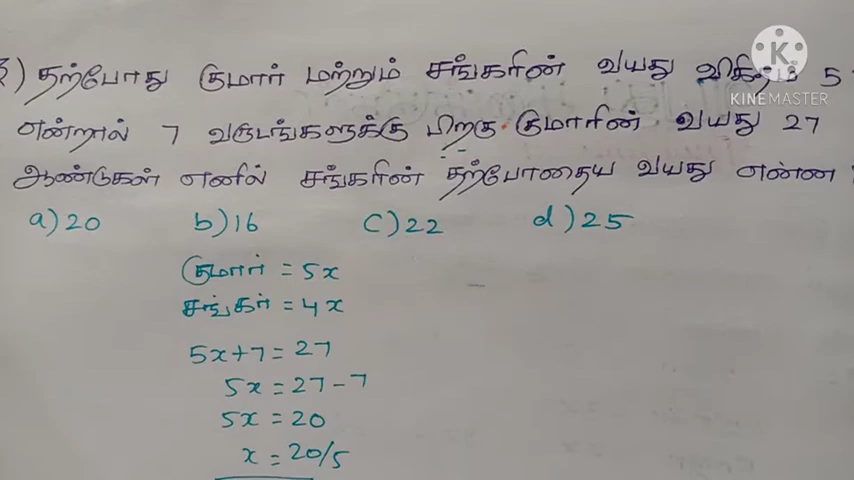 ) தற்போது குமார் மற்றும் சங்கரின் வயது விகிதம் 5
என்றால் 7 வருடங்களுக்கு பிறகு குமாரின் வயது 27
ஆண்டுகள் எனில் சங்கரின் தற்போதைய வயது என்ன
a) 20 b) 16 c) 22 d) 25
குமார் = 5x
சங்கர் = 4x
5x+7 = 27
5x = 27 - 7
5x = 20
x = 20/5
K
KINEMASTER